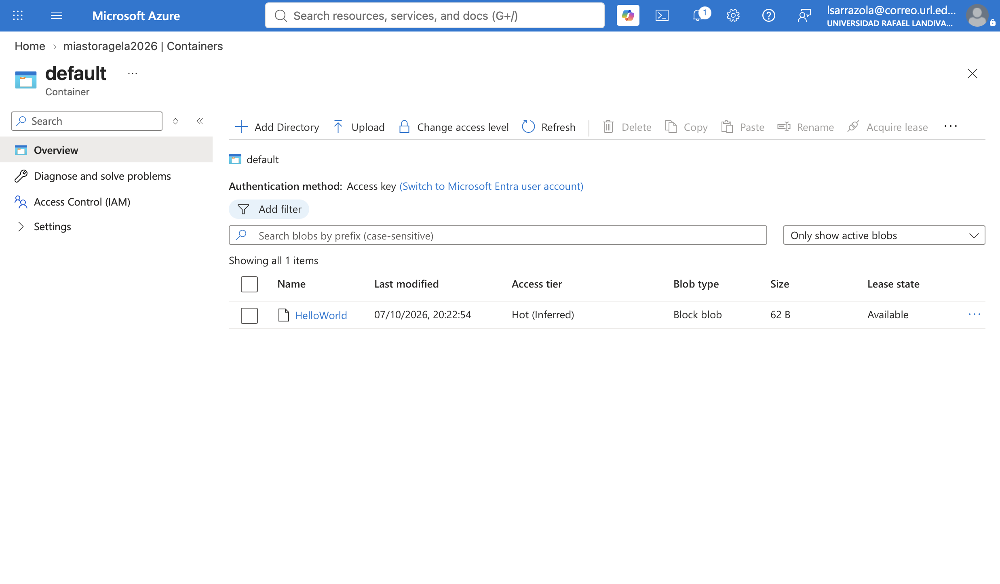 Microsoft Azure
Search resources, services, and docs (G+/)
1
lsarrazola@correo.url.ed...
UNIVERSIDAD RAFAEL LANDIVA...
Home > miastoragela2026 | Containers
default
...
Container
Search
Add Directory
Upload
Change access level
Refresh
Delete
Copy
Paste
Rename
Acquire lease
...
Overview
Diagnose and solve problems
Access Control (IAM)
Settings
default
Authentication method: Access key (Switch to Microsoft Entra user account)
Add filter
Search blobs by prefix (case-sensitive)
Only show active blobs
Showing all 1 items
Name Last modified Access tier Blob type Size Lease state
HelloWorld 07/10/2026, 20:22:54 Hot (Inferred) Block blob 62 B Available ...